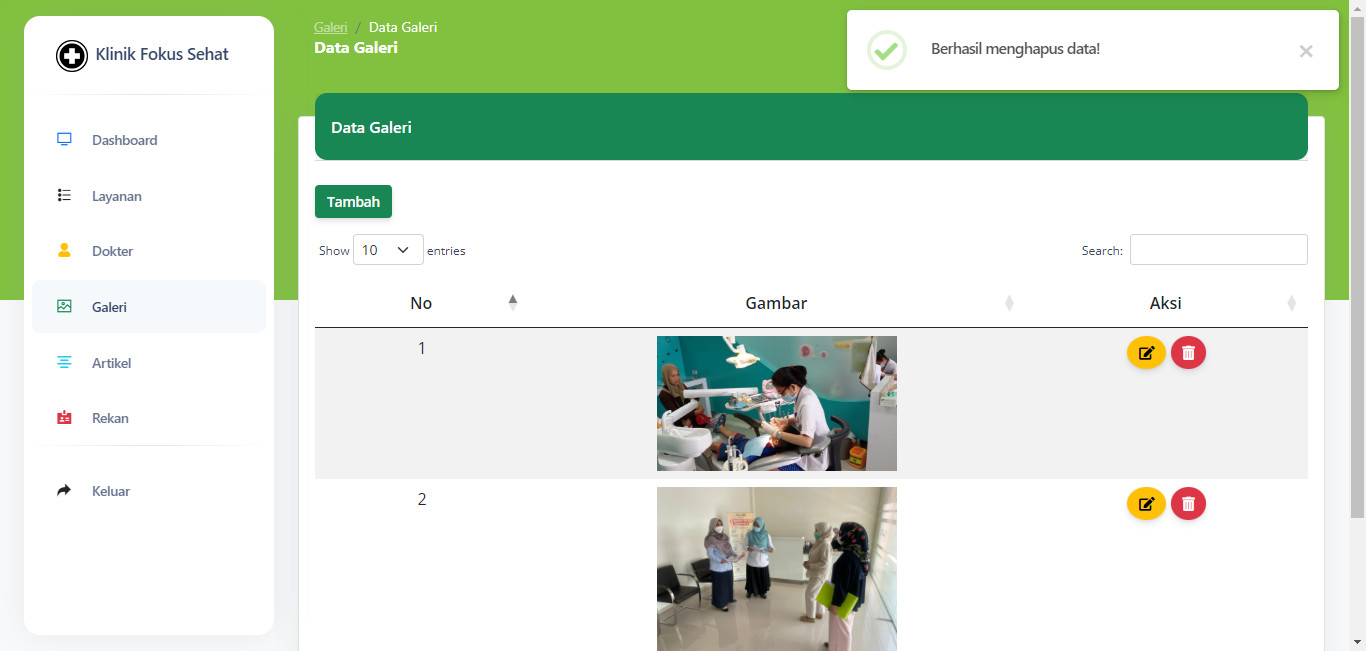 Klinik Fokus Sehat
Dashboard
Layanan
Dokter
Galeri
Artikel
Rekan
Keluar
Galeri / Data Galeri
Data Galeri
Berhasil menghapus data!
Data Galeri
Tambah
Show 10 entries
Search:
No Gambar Aksi
1
2